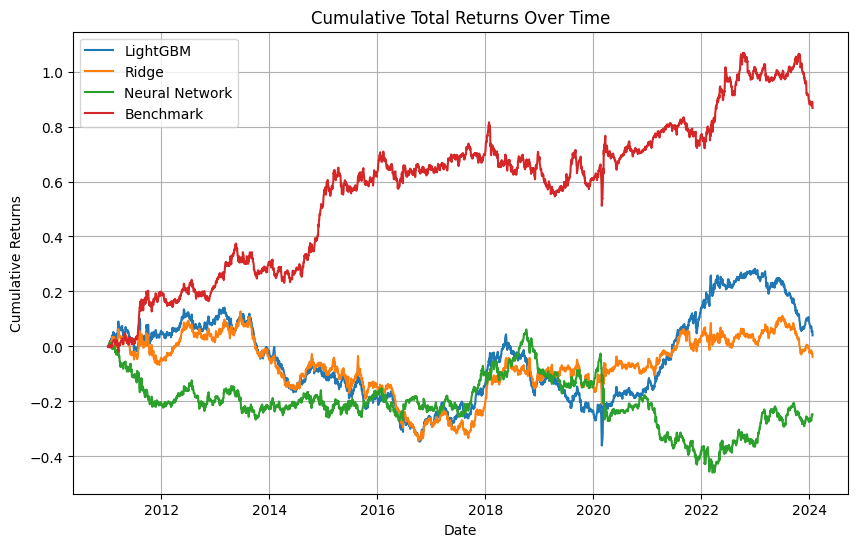 Cumulative Total Returns Over Time
LightGBM
Ridge
Neural Network
Benchmark
Cumulative Returns
1.0
0.8
0.6
0.4
0.2
0.0
−0.2
−0.4
2012
2014
2016
2018
2020
2022
2024
Date